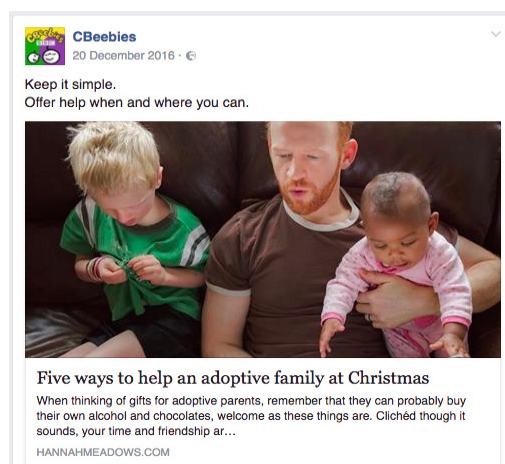 CBeebies
20 December 2016 ·
Keep it simple.
Offer help when and where you can.
Five ways to help an adoptive family at Christmas
When thinking of gifts for adoptive parents, remember that they can probably buy
their own alcohol and chocolates, welcome as these things are. Clichéd though it
sounds, your time and friendship ar...
HANNAHMEADOWS.COM